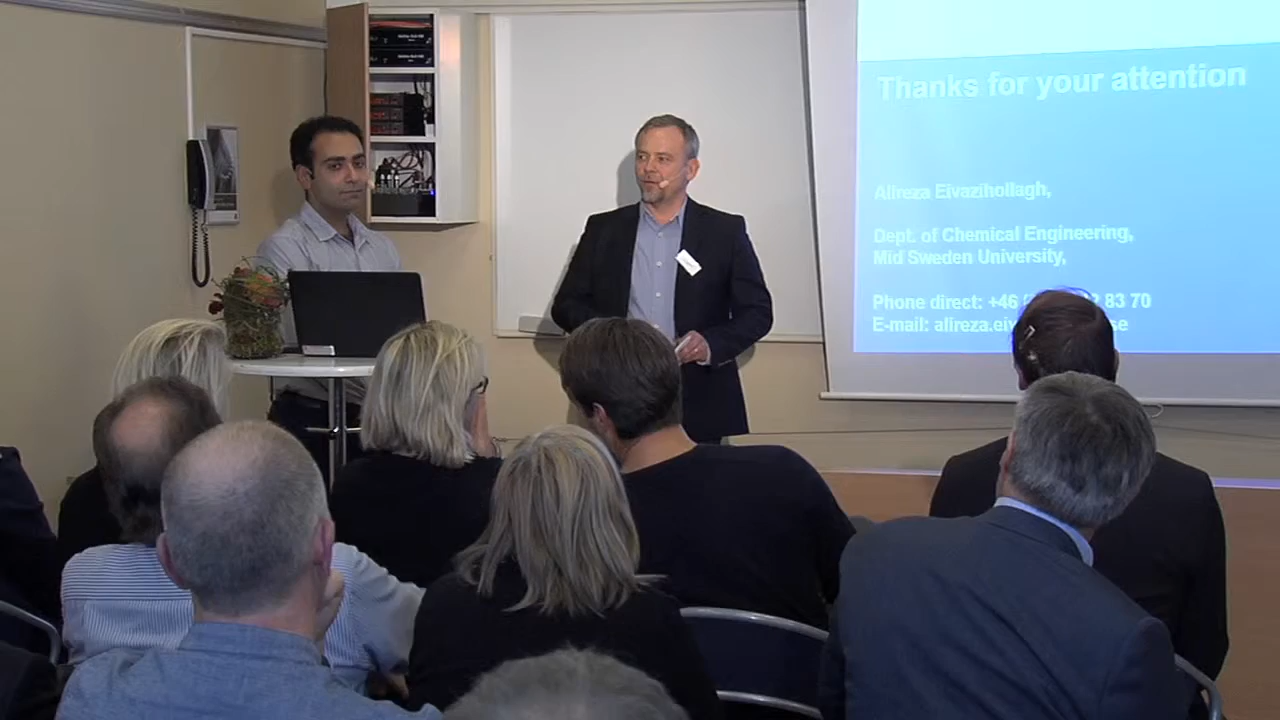 Thanks for your attention
Alireza Eivazihollagh,
Dept. of Chemical Engineering,
Mid Sweden University,
Phone direct: +46 83 70
E-mail: